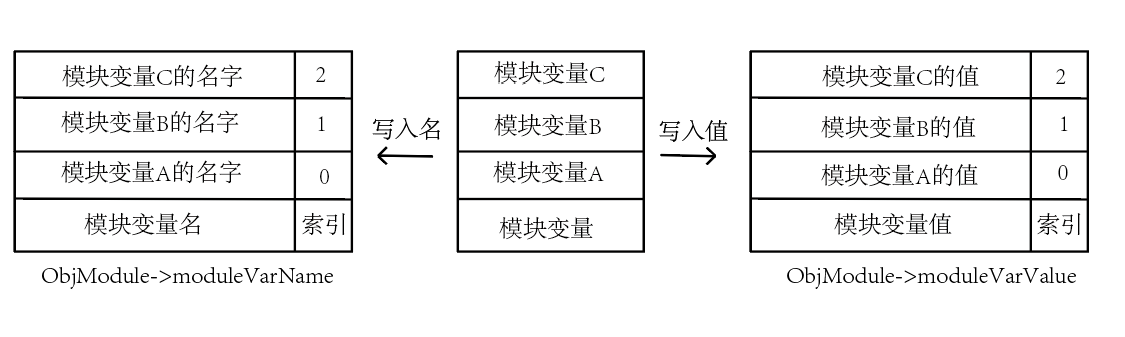 模块变量C的名字 2
模块变量B的名字 1
模块变量A的名字 0
模块变量名 索引
ObjModule->moduleVarName
写入名
模块变量C
模块变量B
模块变量A
模块变量
写入值
模块变量C的值 2
模块变量B的值 1
模块变量A的值 0
模块变量值 索引
ObjModule->moduleVarValue